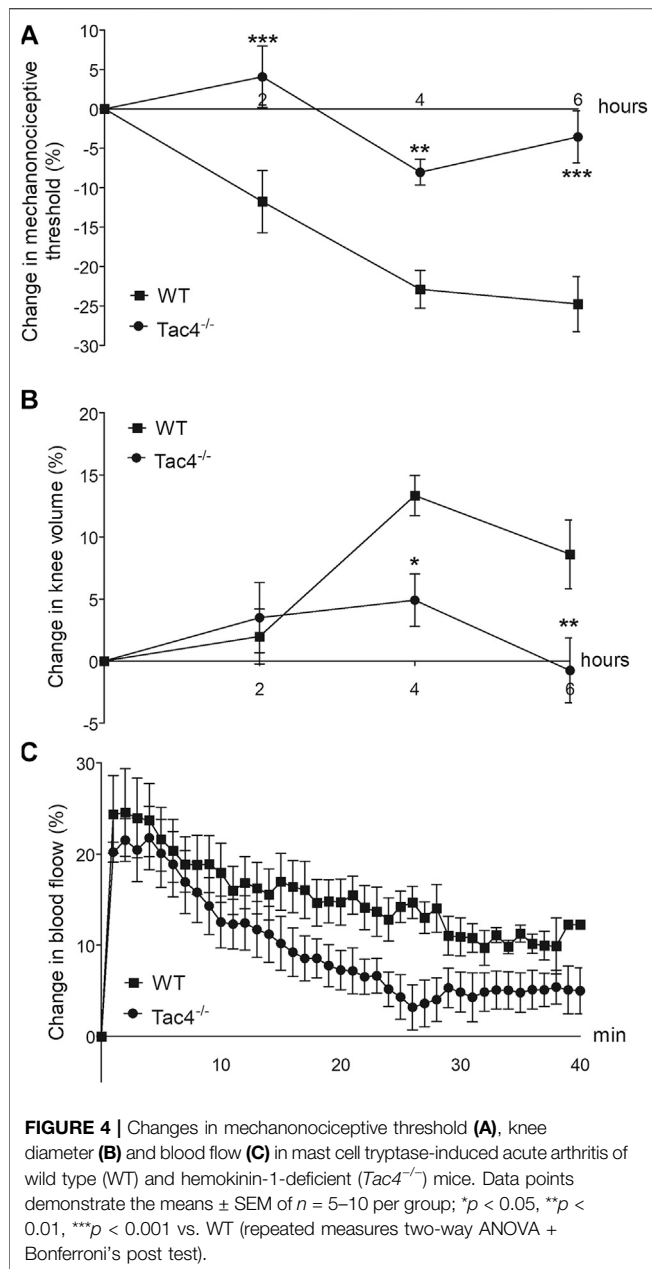 A
10
5
0
-5
-10
-15
-20
-25
-30
Change in mechanonociceptive
threshold (%)
***
2
4
6
hours
**
***
WT
Tac4-/-
B
20
15
10
5
0
-5
Change in knee volume (%)
WT
Tac4-/-
*
**
hours
2
4
6
C
30
20
10
0
Change in blood floow (%)
WT
Tac4-/-
min
10
20
30
40
FIGURE 4 | Changes in mechanonociceptive threshold (A), knee
diameter (B) and blood flow (C) in mast cell tryptase-induced acute arthritis of
wild type (WT) and hemokinin-1-deficient (Tac4−/−) mice. Data points
demonstrate the means ± SEM of n = 5–10 per group; *p < 0.05, **p <
0.01, ***p < 0.001 vs. WT (repeated measures two-way ANOVA +
Bonferroni's post test).